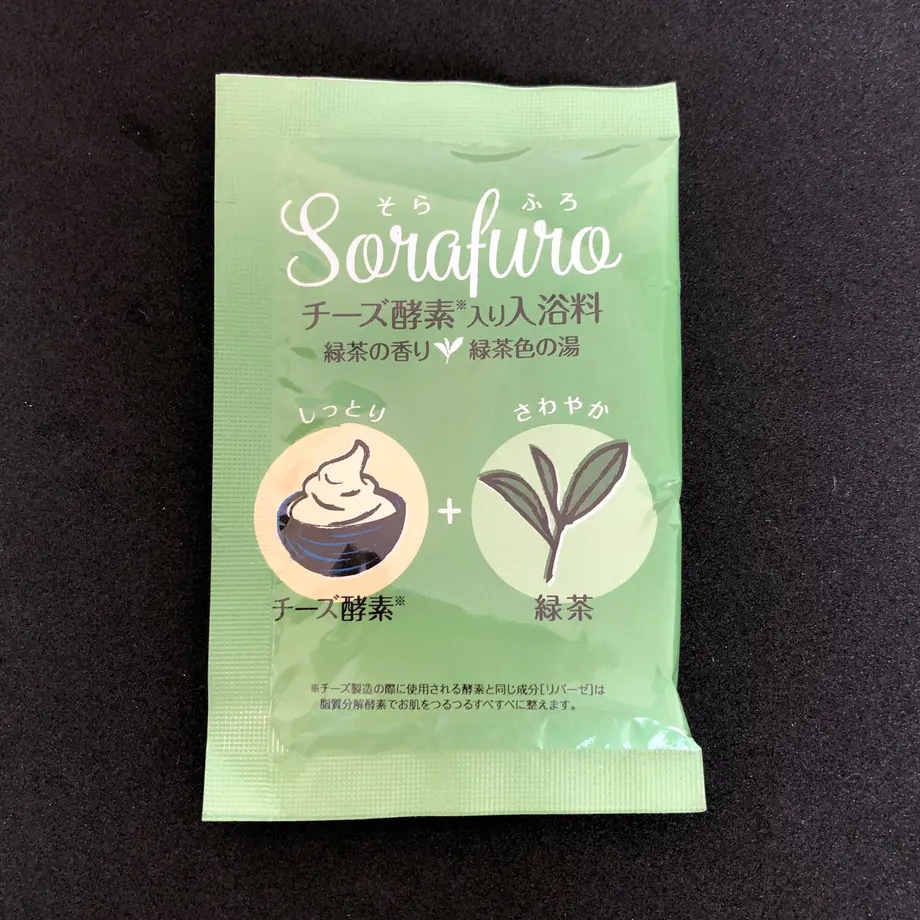 そら ふろ
Sorafuro
チーズ酵素※入り入浴料
緑茶の香り 緑茶色の湯
しっとり さわやか
+
チーズ酵素※ 緑茶
※チーズ製造の際に使用される酵素と同じ成分[リパーゼ]は
脂質分解酵素でお肌をつるつるすべすべに整えます。